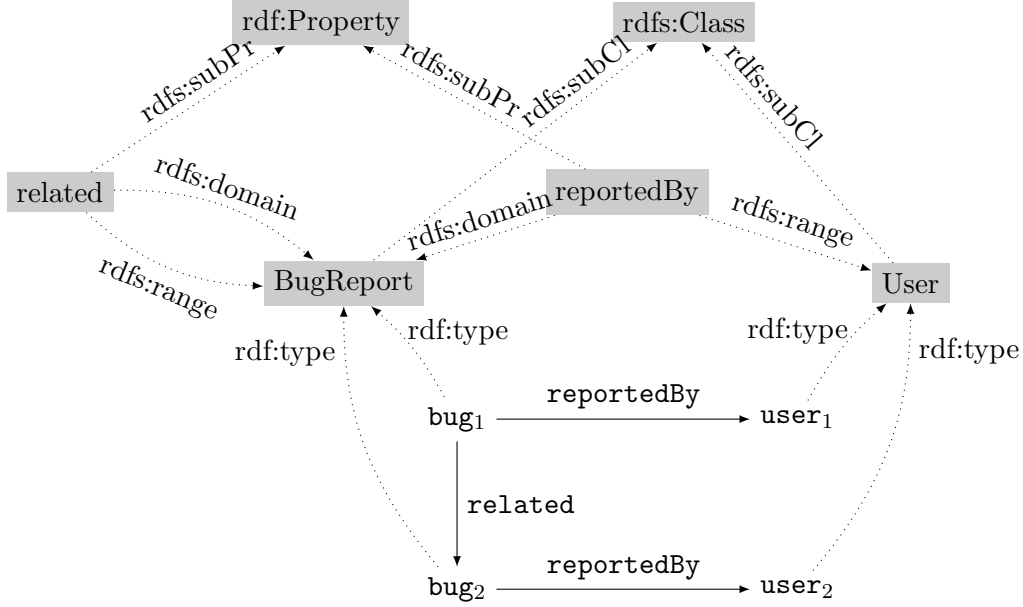 rdf:Property
rdfs:Class
rdfs:subPr
rdfs:subPr
rdfs:subCl
rdfs:subCl
related
rdfs:domain
reportedBy
rdfs:domain
rdfs:range
rdfs:range
BugReport
User
rdf:type
rdf:type
rdf:type
rdf:type
reportedBy
bug₁
user₁
related
reportedBy
bug₂
user₂